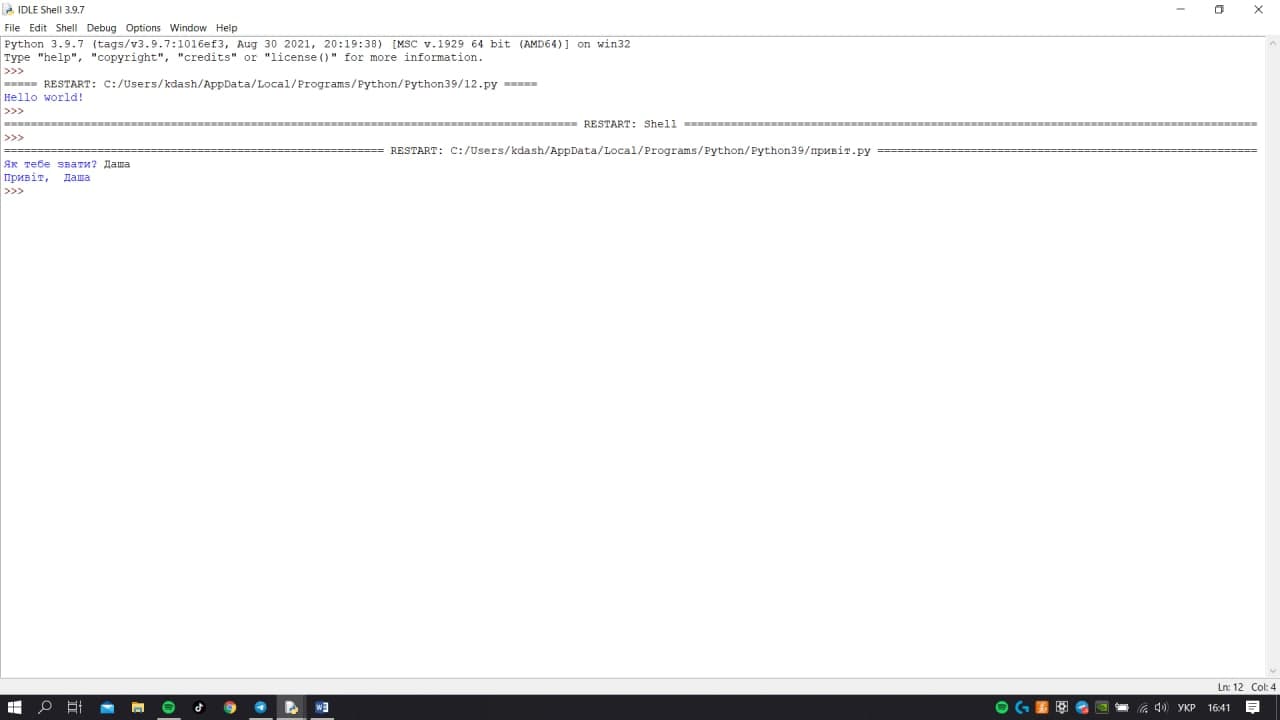 IDLE Shell 3.9.7
File Edit Shell Debug Options Window Help
Python 3.9.7 (tags/v3.9.7:1016ef3, Aug 30 2021, 20:19:38) [MSC v.1929 64 bit (AMD64)] on win32
Type "help", "copyright", "credits" or "license()" for more information.
>>>
===== RESTART: C:/Users/kdash/AppData/Local/Programs/Python/Python39/12.py =====
Hello world!
>>>
====================================================================================== RESTART: Shell ======================================================================================
>>>
========================================================= RESTART: C:/Users/kdash/AppData/Local/Programs/Python/Python39/привіт.py =========================================================
Як тебе звати? Даша
Привіт,  Даша
>>>
Ln: 12 Col: 4
УКР 16:41